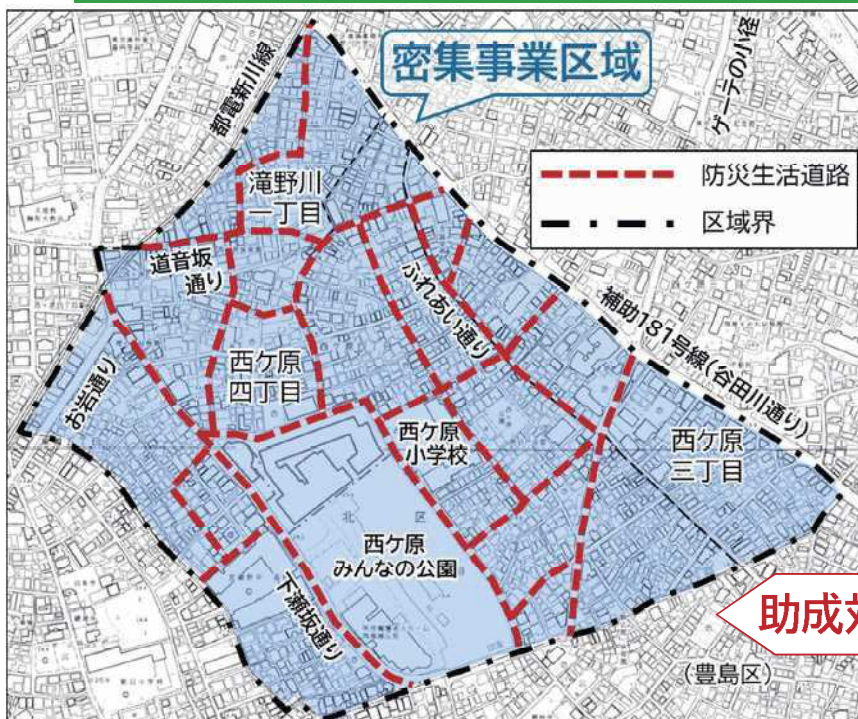 密集事業区域
都電新川線
ゲーテの小径
防災生活道路
区域界
滝野川
一丁目
道音坂
通り
ふれあい通り
補助181号線(谷田川通り)
お岩通り
西ケ原
四丁目
西ケ原
小学校
西ケ原
三丁目
北区
西ケ原
みんなの公園
下瀬坂通り
助成対
(豊島区)